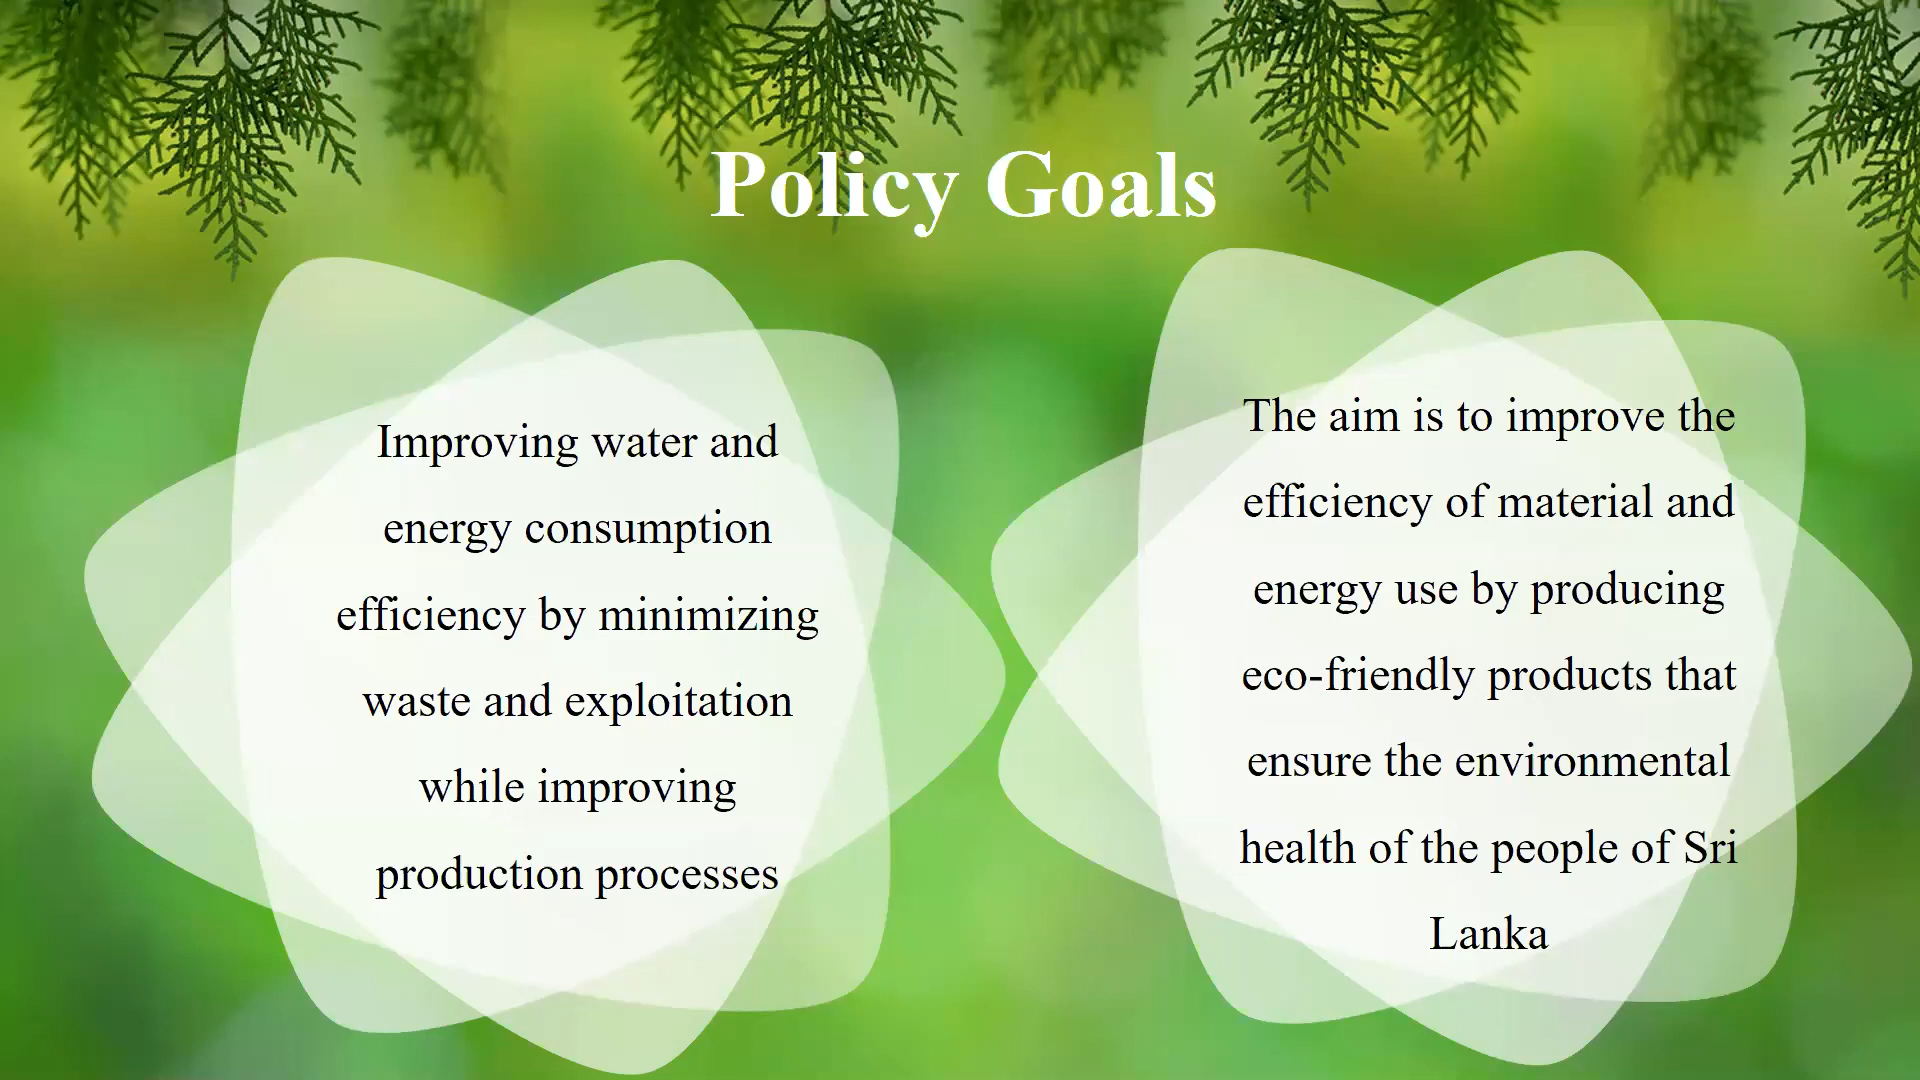 Policy Goals
Improving water and
energy consumption
efficiency by minimizing
waste and exploitation
while improving
production processes
The aim is to improve the
efficiency of material and
energy use by producing
eco-friendly products that
ensure the environmental
health of the people of Sri
Lanka